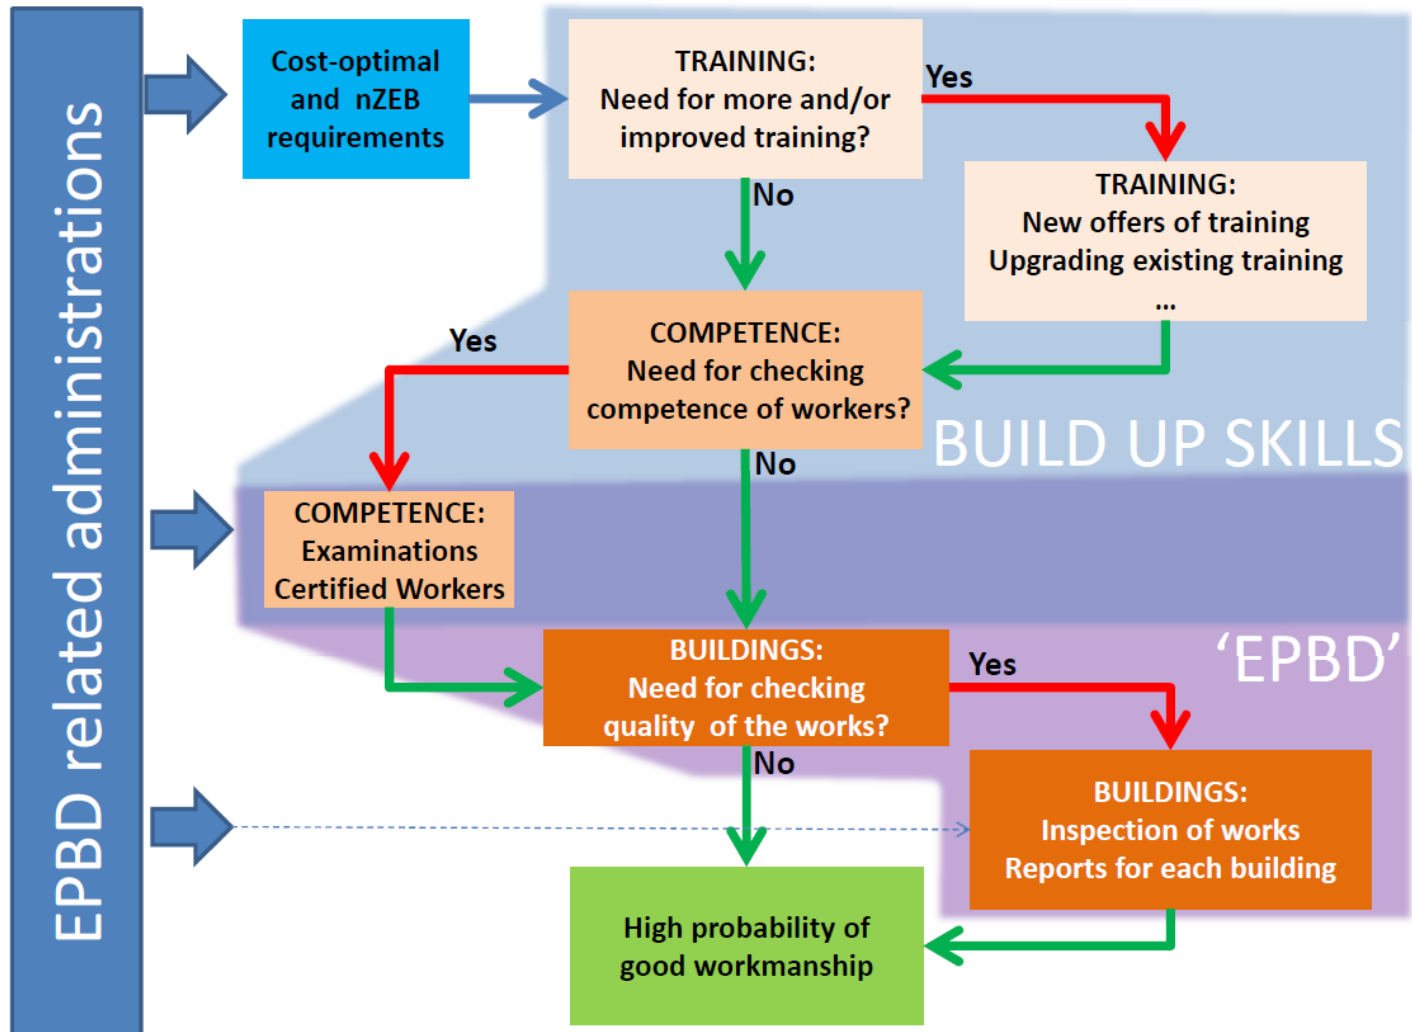 EPBD related administrations
Cost-optimal
and nZEB
requirements
TRAINING:
Need for more and/or
improved training?
Yes
No
TRAINING:
New offers of training
Upgrading existing training
...
COMPETENCE:
Need for checking
competence of workers?
Yes
No
BUILD UP SKILLS
COMPETENCE:
Examinations
Certified Workers
BUILDINGS:
Need for checking
quality of the works?
Yes
No
‘EPBD’
BUILDINGS:
Inspection of works
Reports for each building
High probability of
good workmanship